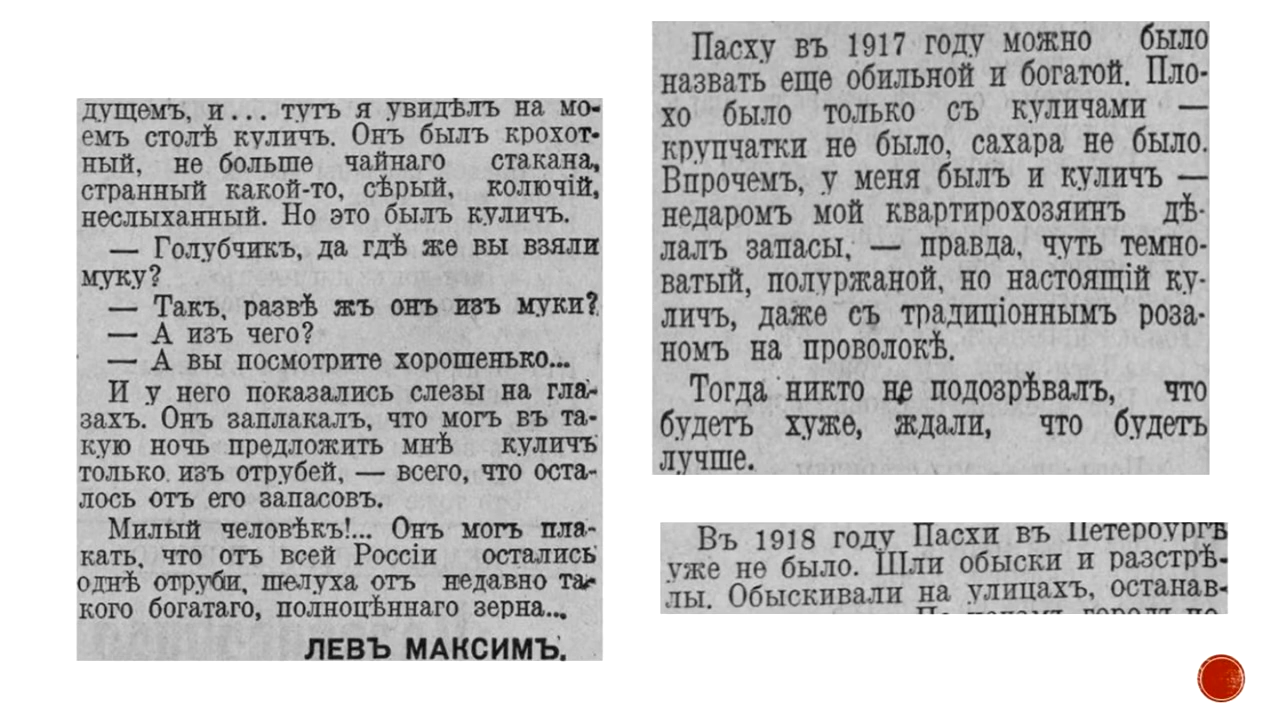 дущемъ, и... тутъ я увидѣлъ на мо-
емъ столѣ куличъ. Онъ былъ крохот-
ный, не больше чайнаго стакана,
странный какой-то, сѣрый, колючій,
неслыханный. Но это былъ куличъ.
— Голубчикъ, да гдѣ же вы взяли
муку?
— Такъ, развѣ жъ онъ изъ муки?
— А изъ чего?
— А вы посмотрите хорошенько...
И у него показались слезы на гла-
захъ. Онъ заплакалъ, что могъ въ та-
кую ночь предложить мнѣ куличъ
только изъ отрубей, — всего, что оста-
лось отъ его запасовъ.
Милый человѣкъ!... Онъ могъ пла-
кать, что отъ всей Россіи остались
однѣ отруби, шелуха отъ недавно та-
кого богатаго, полноцѣннаго зерна...
ЛЕВЪ МАКСИМЪ.
Пасху въ 1917 году можно было
назвать еще обильной и богатой. Пло-
хо было только съ куличами —
крупчатки не было, сахара не было.
Впрочемъ, у меня былъ и куличъ —
недаромъ мой квартирохозяинъ дѣ-
лалъ запасы, — правда, чуть темно-
ватый, полуржаной, но настоящій ку-
личъ, даже съ традиціоннымъ роза-
номъ на проволокѣ.
Тогда никто не подозрѣвалъ, что
будетъ хуже, ждали, что будетъ
лучше.
Въ 1918 году Пасхи въ Петербургѣ
уже не было. Шли обыски и разстрѣ-
лы. Обыскивали на улицахъ, останав-